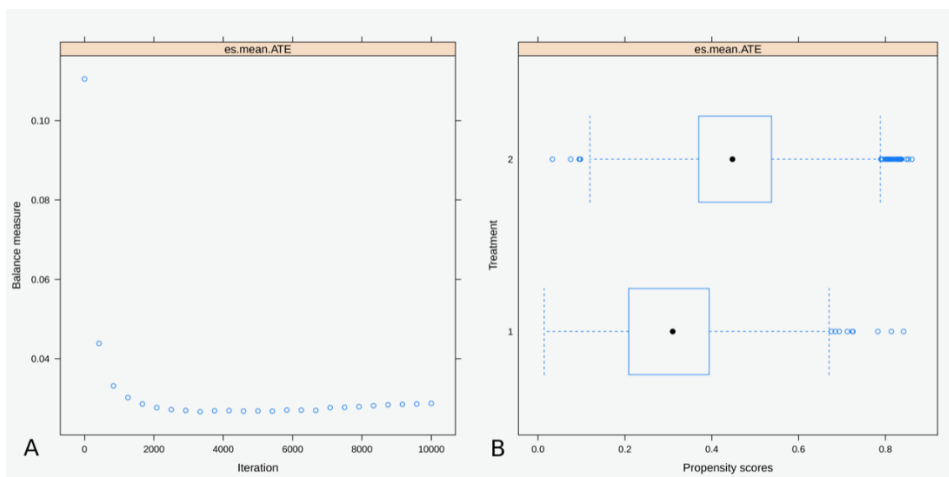 es.mean.ATE
0.10
0.08
0.06
0.04
Balance measure
0 2000 4000 6000 8000 10000
Iteration
A
es.mean.ATE
2
1
Treatment
0.0 0.2 0.4 0.6 0.8
Propensity scores
B